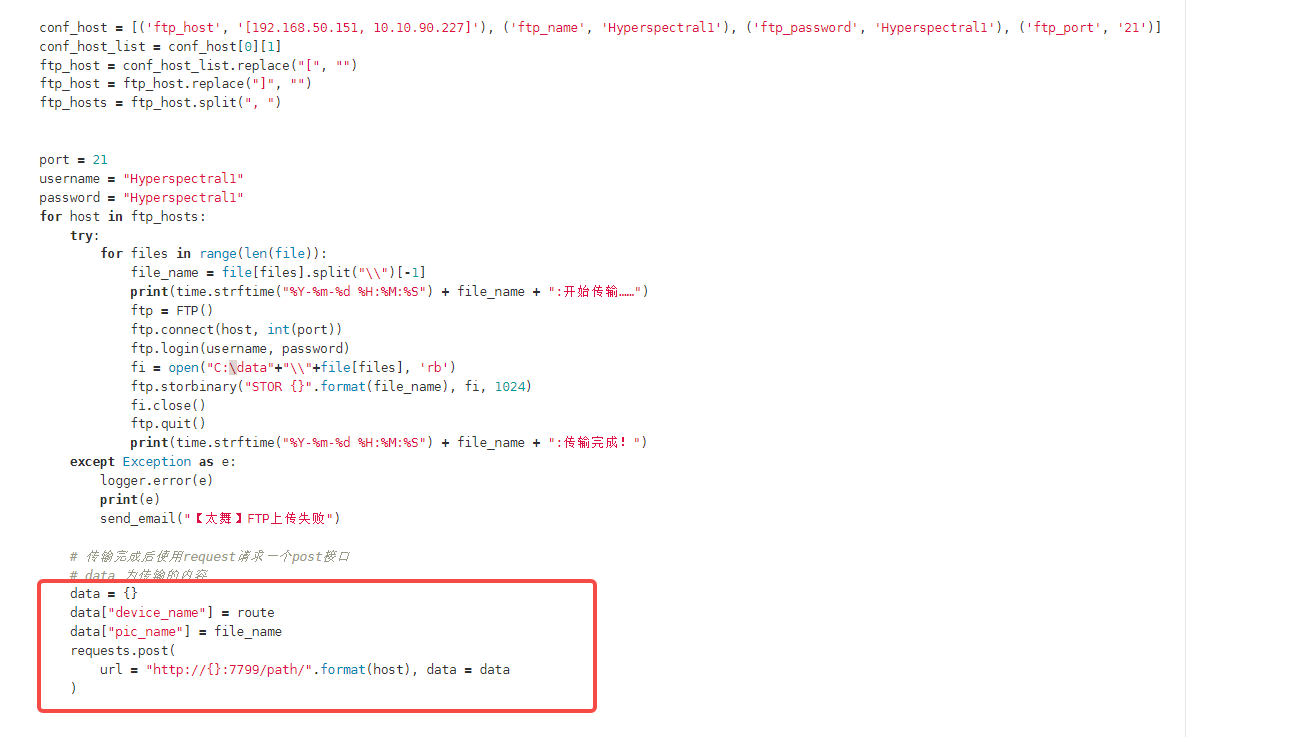 conf_host = [('ftp_host', '[192.168.50.151, 10.10.90.227]'), ('ftp_name', 'Hyperspectral1'), ('ftp_password', 'Hyperspectral1'), ('ftp_port', '21')]
conf_host_list = conf_host[0][1]
ftp_host = conf_host_list.replace("[", "")
ftp_host = ftp_host.replace("]", "")
ftp_hosts = ftp_host.split(", ")
port = 21
username = "Hyperspectral1"
password = "Hyperspectral1"
for host in ftp_hosts:
    try:
        for files in range(len(file)):
            file_name = file[files].split("\\")[-1]
            print(time.strftime("%Y-%m-%d %H:%M:%S") + file_name + ":开始传输……")
            ftp = FTP()
            ftp.connect(host, int(port))
            ftp.login(username, password)
            fi = open("C:\data"+"\\"+file[files], 'rb')
            ftp.storbinary("STOR {}".format(file_name), fi, 1024)
            fi.close()
            ftp.quit()
            print(time.strftime("%Y-%m-%d %H:%M:%S") + file_name + ":传输完成！")
    except Exception as e:
        logger.error(e)
        print(e)
        send_email("【太舞】FTP上传失败")
    # 传输完成后使用request请求一个post接口
    # data 为传输的内容
    data = {}
    data["device_name"] = route
    data["pic_name"] = file_name
    requests.post(
        url = "http://{}:7799/path/".format(host), data = data
    )